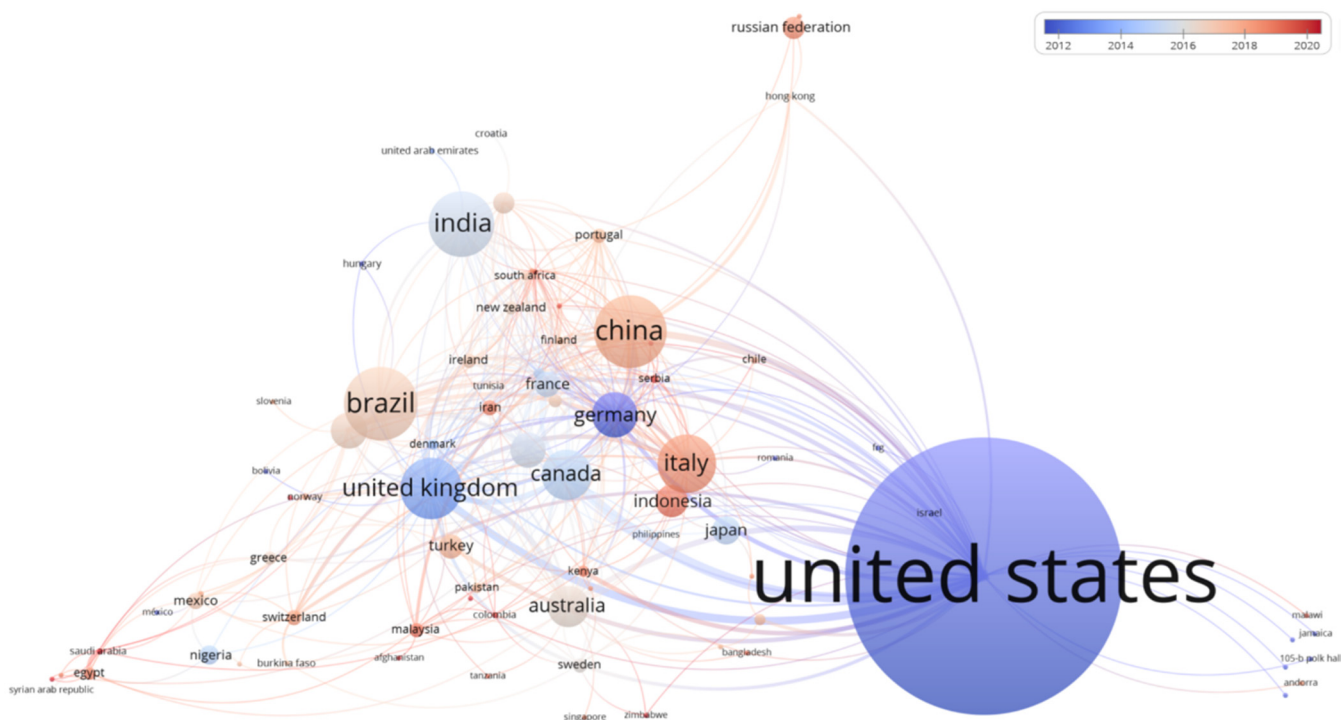 russian federation
2012 2014 2016 2018 2020
hong kong
croatia
united arab emirates
india
portugal
hungary
south africa
new zealand
china
finland
ireland
chile
serbia
tunisia
france
slovenia
brazil
iran
germany
denmark
frg
romania
italy
bolivia
canada
united kingdom
norway
indonesia
israel
philippines
japan
turkey
greece
kenya
united states
pakistan
mexico
australia
méxico
switzerland
colombia
malawi
malaysia
jamaica
saudi arabia
nigeria
afghanistan
bangladesh
105-b polk hall
burkina faso
sweden
egypt
tanzania
andorra
syrian arab republic
singapore
zimbabwe